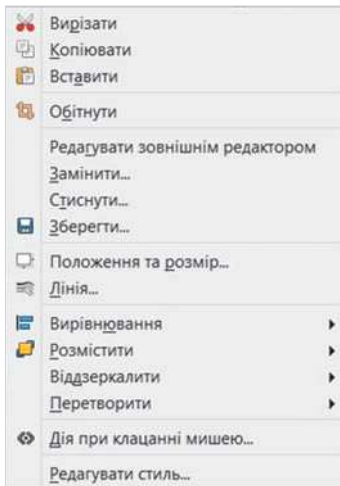 Вирізати
Копіювати
Вставити
Обітнути
Редагувати зовнішнім редактором
Замінити...
Стиснути...
Зберегти...
Положення та розмір...
Лінія...
Вирівнювання
Розмістити
Віддзеркалити
Перетворити
Дія при клацанні мишею...
Редагувати стиль...